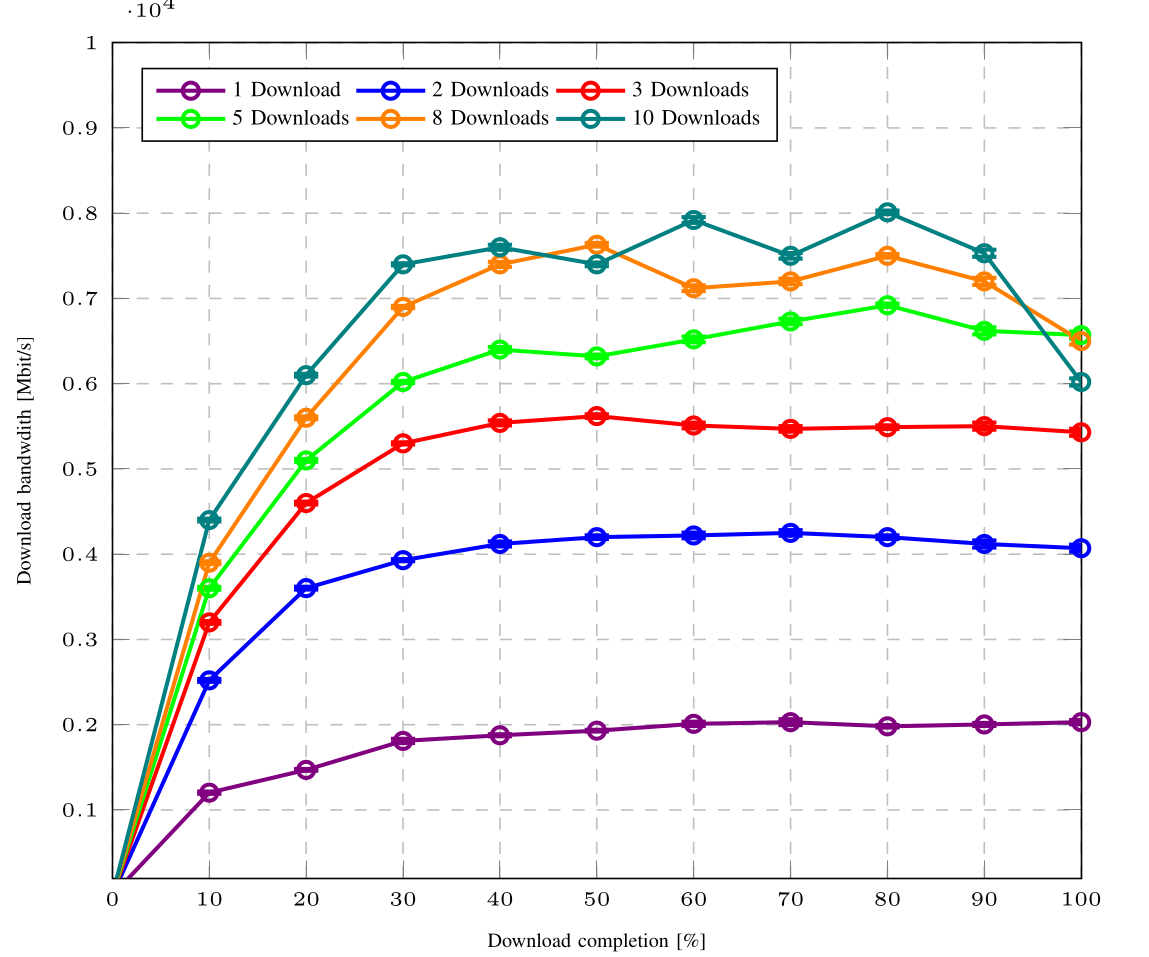 ·10⁴
1
0.9
0.8
0.7
0.6
0.5
0.4
0.3
0.2
0.1
0 10 20 30 40 50 60 70 80 90 100
Download completion [%]
Download bandwdith [Mbit/s]
1 Download 2 Downloads 3 Downloads
5 Downloads 8 Downloads 10 Downloads